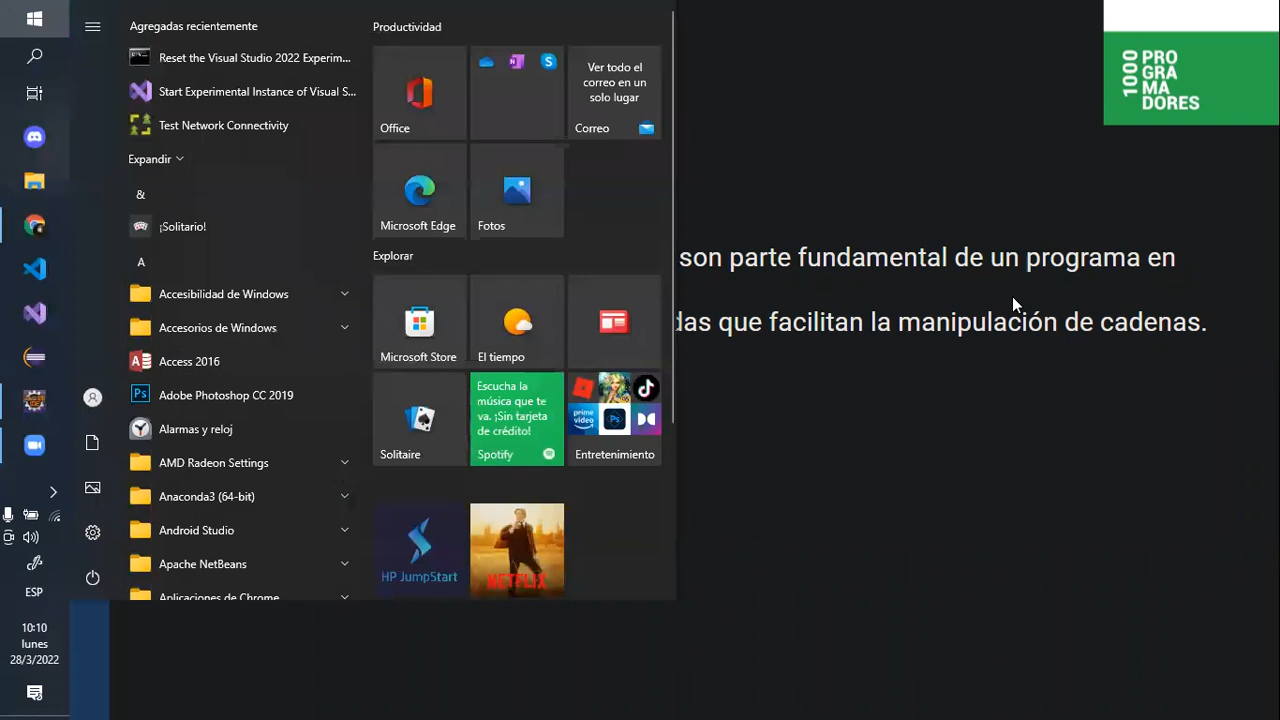 Agregadas recientemente
Reset the Visual Studio 2022 Experim...
Start Experimental Instance of Visual S...
Test Network Connectivity
Expandir
&
¡Solitario!
A
Accesibilidad de Windows
Accesorios de Windows
Access 2016
Adobe Photoshop CC 2019
Alarmas y reloj
AMD Radeon Settings
Anaconda3 (64-bit)
Android Studio
Apache NetBeans
Aplicaciones de Chrome
Productividad
Office
Ver todo el
correo en un
solo lugar
Correo
Microsoft Edge
Fotos
Explorar
Microsoft Store
El tiempo
Solitaire
Escucha la
música que te
va. ¡Sin tarjeta
de crédito!
Spotify
prime
video
Ps
Entretenimiento
HP JumpStart
NETFLIX
1000
PRO
GRA
MA
DORES
son parte fundamental de un programa en
das que facilitan la manipulación de cadenas.
ESP
10:10
lunes
28/3/2022